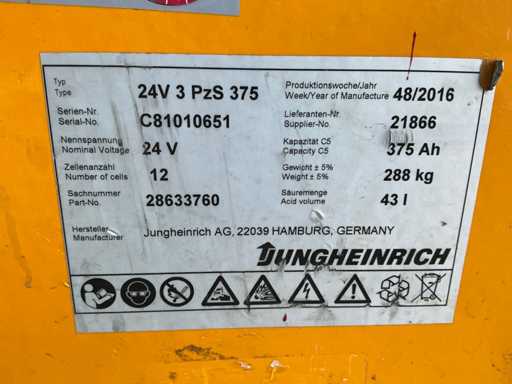 Typ
Type
24V 3 PzS 375
Produktionswoche/Jahr
Week/Year of Manufacture
48/2016
Serien-Nr.
Serial-No.
C81010651
Lieferanten-Nr.
Supplier-No.
21866
Nennspannung
Nominal Voltage
24 V
Kapazität C5
Capacity C5
375 Ah
Zellenanzahl
Number of cells
12
Gewicht ± 5%
Weight ± 5%
288 kg
Sachnummer
Part-No.
28633760
Säuremenge
Acid volume
43 l
Hersteller
Manufacturer
Jungheinrich AG, 22039 HAMBURG, GERMANY
JUNGHEINRICH